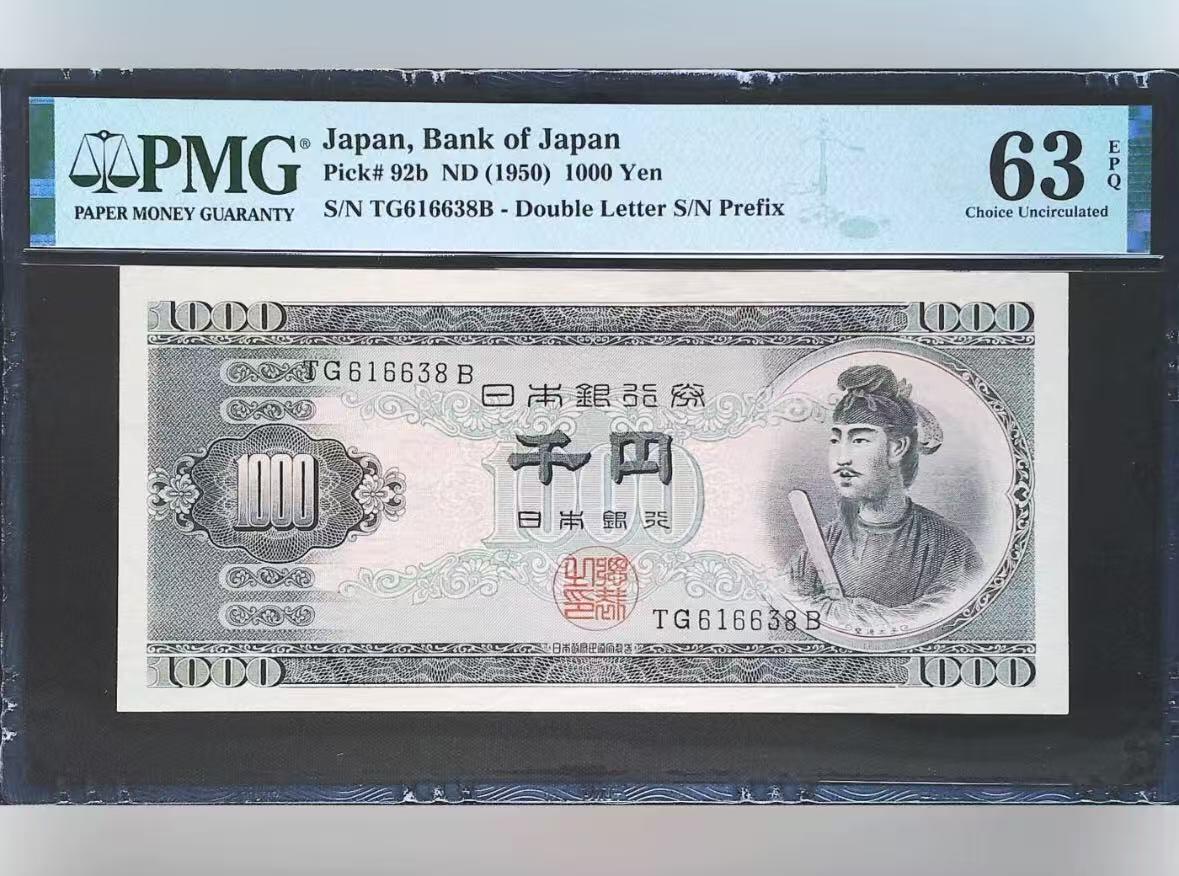 PMG®
PAPER MONEY GUARANTY
Japan, Bank of Japan
Pick# 92b ND (1950) 1000 Yen
S/N TG616638B - Double Letter S/N Prefix
63
EPQ
Choice Uncirculated
1000 1000
TG616638B
日本銀行券
千円
1000
1000
日本銀行
TG616638B
1000 1000